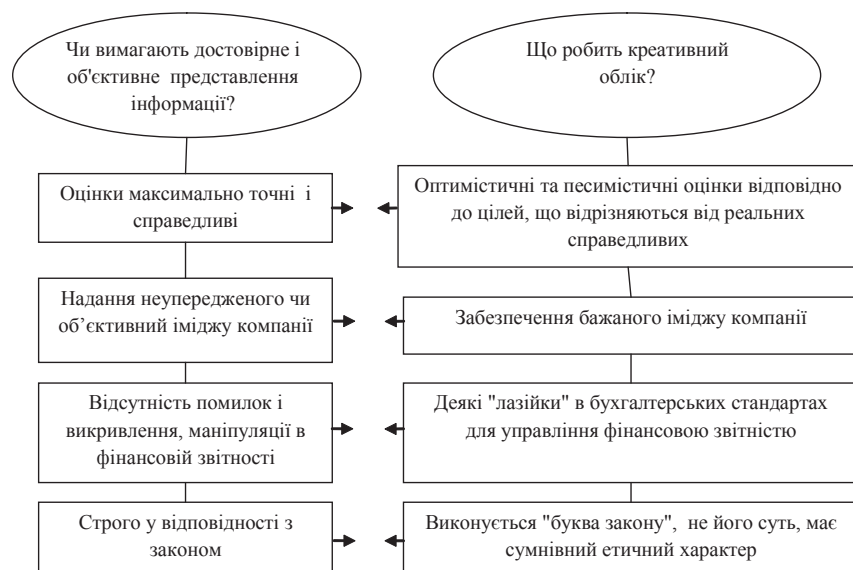 Чи вимагають достовірне і
об'єктивне представлення
інформації?
Що робить креативний
облік?
Оцінки максимально точні і
справедливі
Оптимістичні та песимістичні оцінки відповідно
до цілей, що відрізняються від реальних
справедливих
Надання неупередженого чи
об’єктивний іміджу компанії
Забезпечення бажаного іміджу компанії
Відсутність помилок і
викривлення, маніпуляції в
фінансовій звітності
Деякі "лазійки" в бухгалтерських стандартах
для управління фінансовою звітністю
Строго у відповідності з
законом
Виконується "буква закону", не його суть, має
сумнівний етичний характер